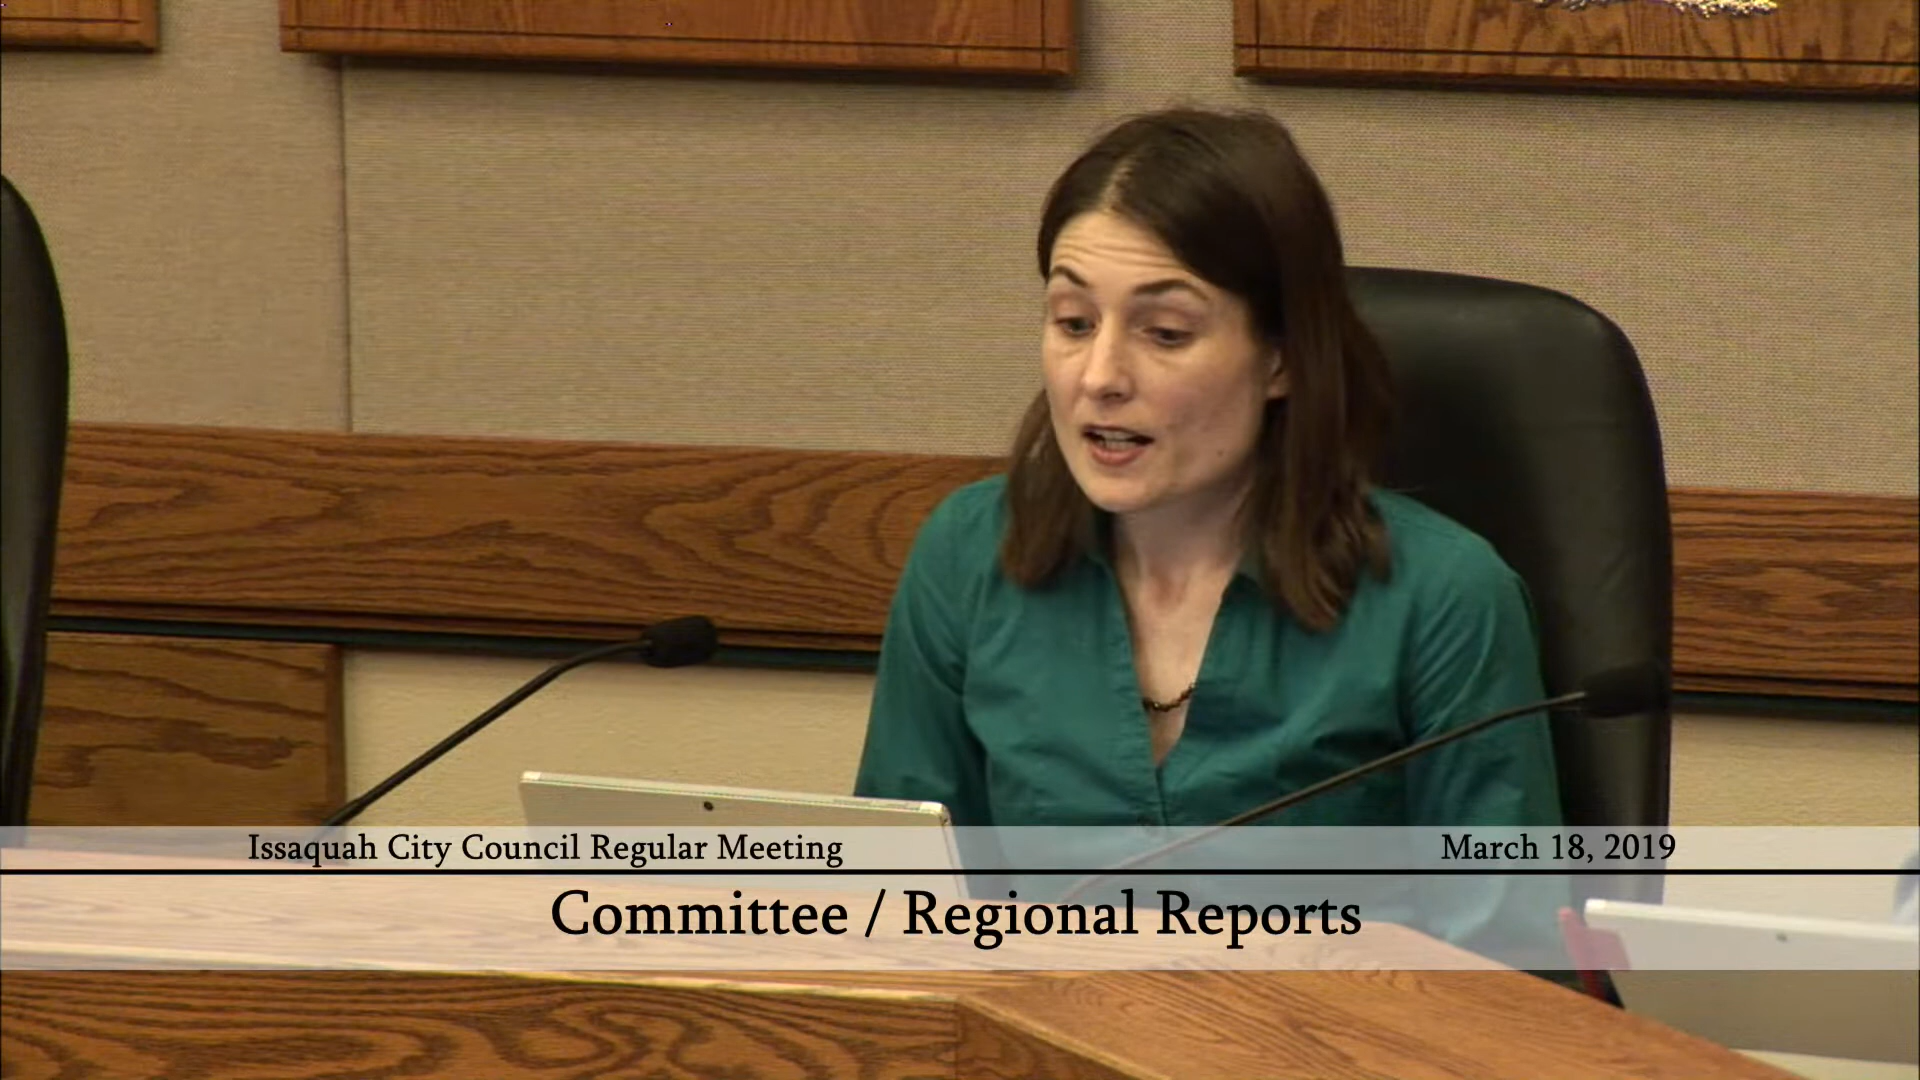 Issaquah City Council Regular Meeting
March 18, 2019
Committee / Regional Reports